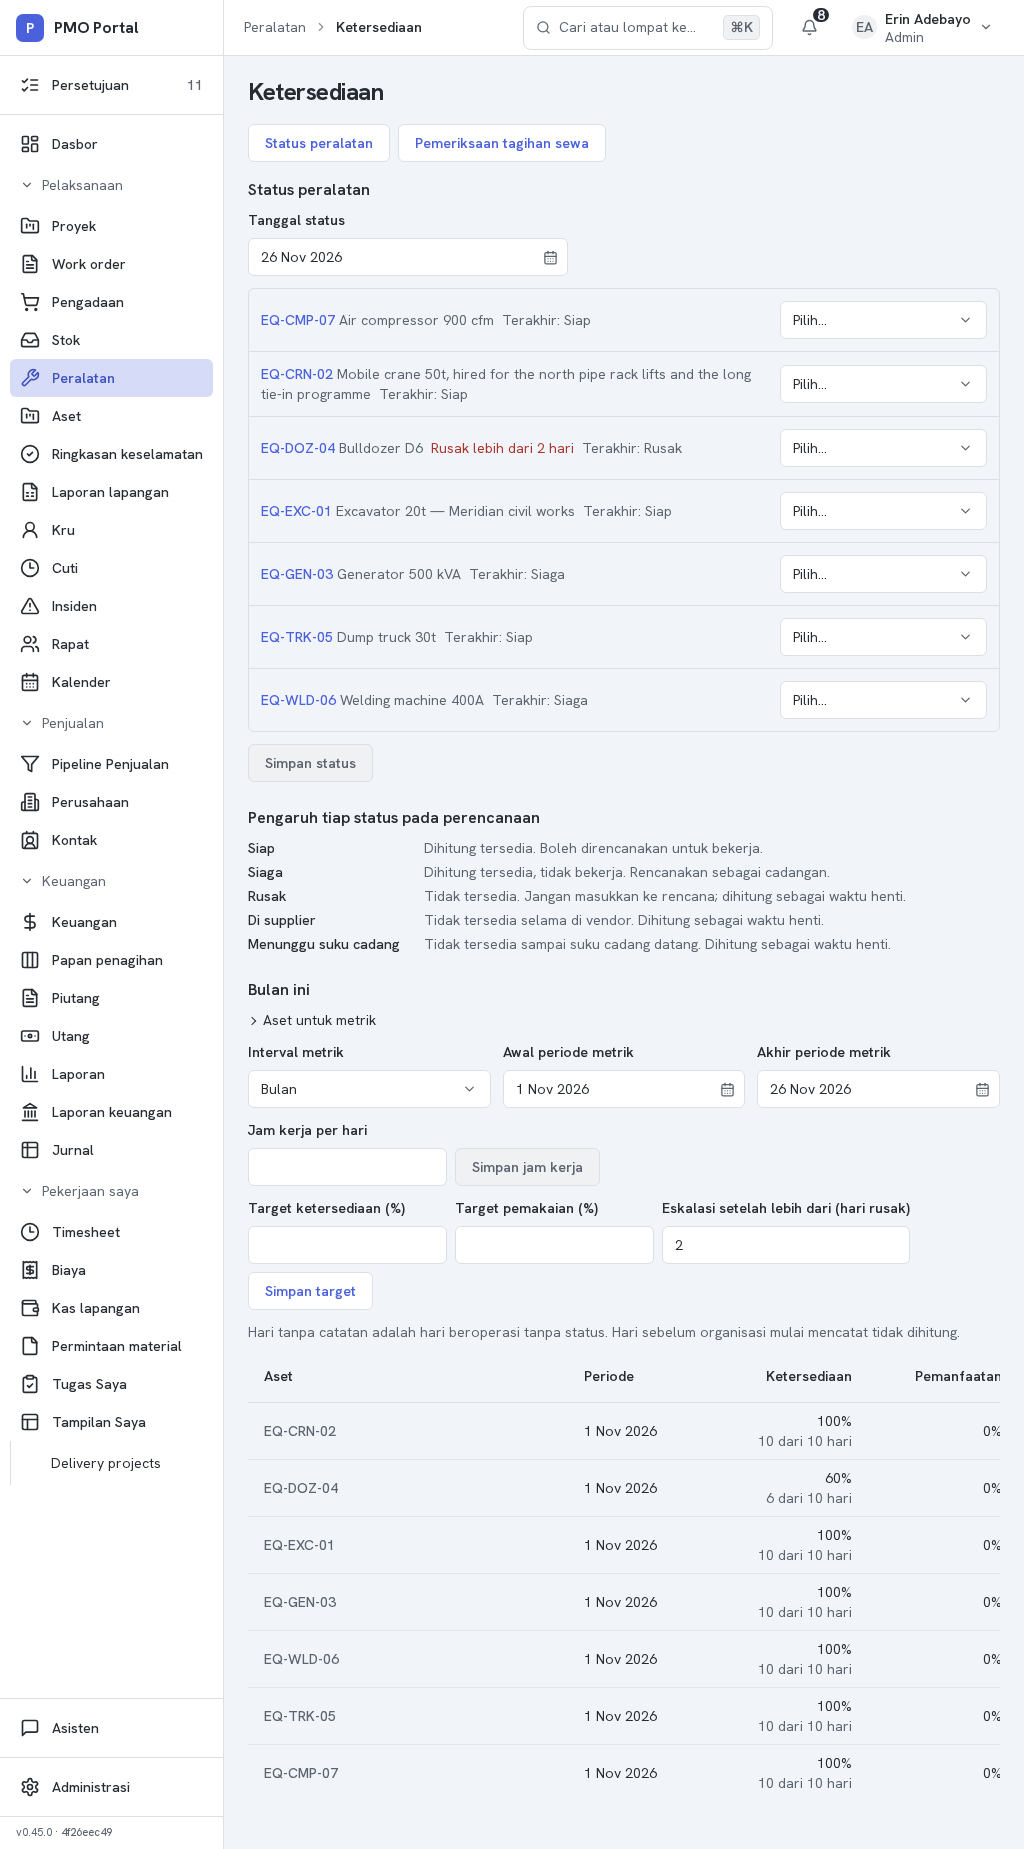 P PMO Portal
Peralatan > Ketersediaan
Cari atau lompat ke... ⌘K
8
EA Erin Adebayo
Admin
Persetujuan 11
Dasbor
Pelaksanaan
Proyek
Work order
Pengadaan
Stok
Peralatan
Aset
Ringkasan keselamatan
Laporan lapangan
Kru
Cuti
Insiden
Rapat
Kalender
Penjualan
Pipeline Penjualan
Perusahaan
Kontak
Keuangan
Keuangan
Papan penagihan
Piutang
Utang
Laporan
Laporan keuangan
Jurnal
Pekerjaan saya
Timesheet
Biaya
Kas lapangan
Permintaan material
Tugas Saya
Tampilan Saya
Delivery projects
Asisten
Administrasi
v0.45.0 · 4f26eec49
Ketersediaan
Status peralatan Pemeriksaan tagihan sewa
Status peralatan
Tanggal status
26 Nov 2026
EQ-CMP-07 Air compressor 900 cfm Terakhir: Siap Pilih...
EQ-CRN-02 Mobile crane 50t, hired for the north pipe rack lifts and the long
tie-in programme Terakhir: Siap Pilih...
EQ-DOZ-04 Bulldozer D6 Rusak lebih dari 2 hari Terakhir: Rusak Pilih...
EQ-EXC-01 Excavator 20t — Meridian civil works Terakhir: Siap Pilih...
EQ-GEN-03 Generator 500 kVA Terakhir: Siaga Pilih...
EQ-TRK-05 Dump truck 30t Terakhir: Siap Pilih...
EQ-WLD-06 Welding machine 400A Terakhir: Siaga Pilih...
Simpan status
Pengaruh tiap status pada perencanaan
Siap Dihitung tersedia. Boleh direncanakan untuk bekerja.
Siaga Dihitung tersedia, tidak bekerja. Rencanakan sebagai cadangan.
Rusak Tidak tersedia. Jangan masukkan ke rencana; dihitung sebagai waktu henti.
Di supplier Tidak tersedia selama di vendor. Dihitung sebagai waktu henti.
Menunggu suku cadang Tidak tersedia sampai suku cadang datang. Dihitung sebagai waktu henti.
Bulan ini
Aset untuk metrik
Interval metrik Awal periode metrik Akhir periode metrik
Bulan 1 Nov 2026 26 Nov 2026
Jam kerja per hari
Simpan jam kerja
Target ketersediaan (%) Target pemakaian (%) Eskalasi setelah lebih dari (hari rusak)
2
Simpan target
Hari tanpa catatan adalah hari beroperasi tanpa status. Hari sebelum organisasi mulai mencatat tidak dihitung.
Aset Periode Ketersediaan Pemanfaatan
EQ-CRN-02 1 Nov 2026 100% 0%
10 dari 10 hari
EQ-DOZ-04 1 Nov 2026 60% 0%
6 dari 10 hari
EQ-EXC-01 1 Nov 2026 100% 0%
10 dari 10 hari
EQ-GEN-03 1 Nov 2026 100% 0%
10 dari 10 hari
EQ-WLD-06 1 Nov 2026 100% 0%
10 dari 10 hari
EQ-TRK-05 1 Nov 2026 100% 0%
10 dari 10 hari
EQ-CMP-07 1 Nov 2026 100% 0%
10 dari 10 hari